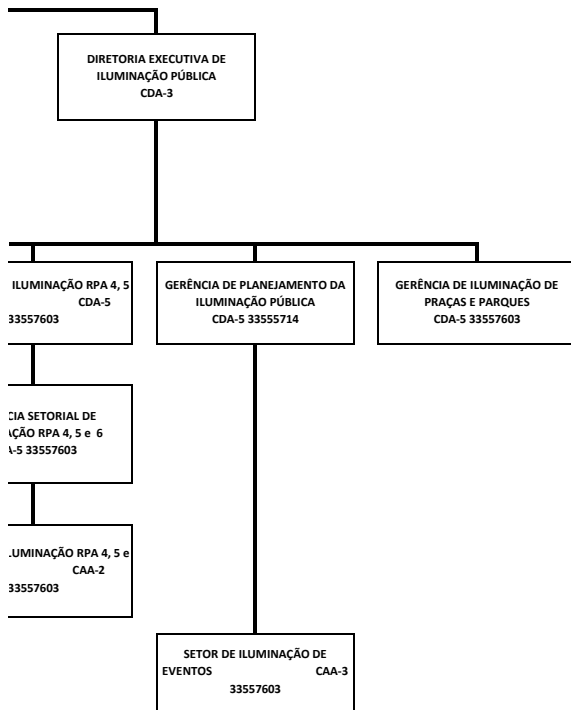 DIRETORIA EXECUTIVA DE
ILUMINAÇÃO PÚBLICA
CDA-3
ILUMINAÇÃO RPA 4, 5
CDA-5
33557603
GERÊNCIA DE PLANEJAMENTO DA
ILUMINAÇÃO PÚBLICA
CDA-5 33555714
GERÊNCIA DE ILUMINAÇÃO DE
PRAÇAS E PARQUES
CDA-5 33557603
CIA SETORIAL DE
AÇÃO RPA 4, 5 e 6
A-5 33557603
LUMINAÇÃO RPA 4, 5 e
CAA-2
33557603
SETOR DE ILUMINAÇÃO DE
EVENTOS CAA-3
33557603